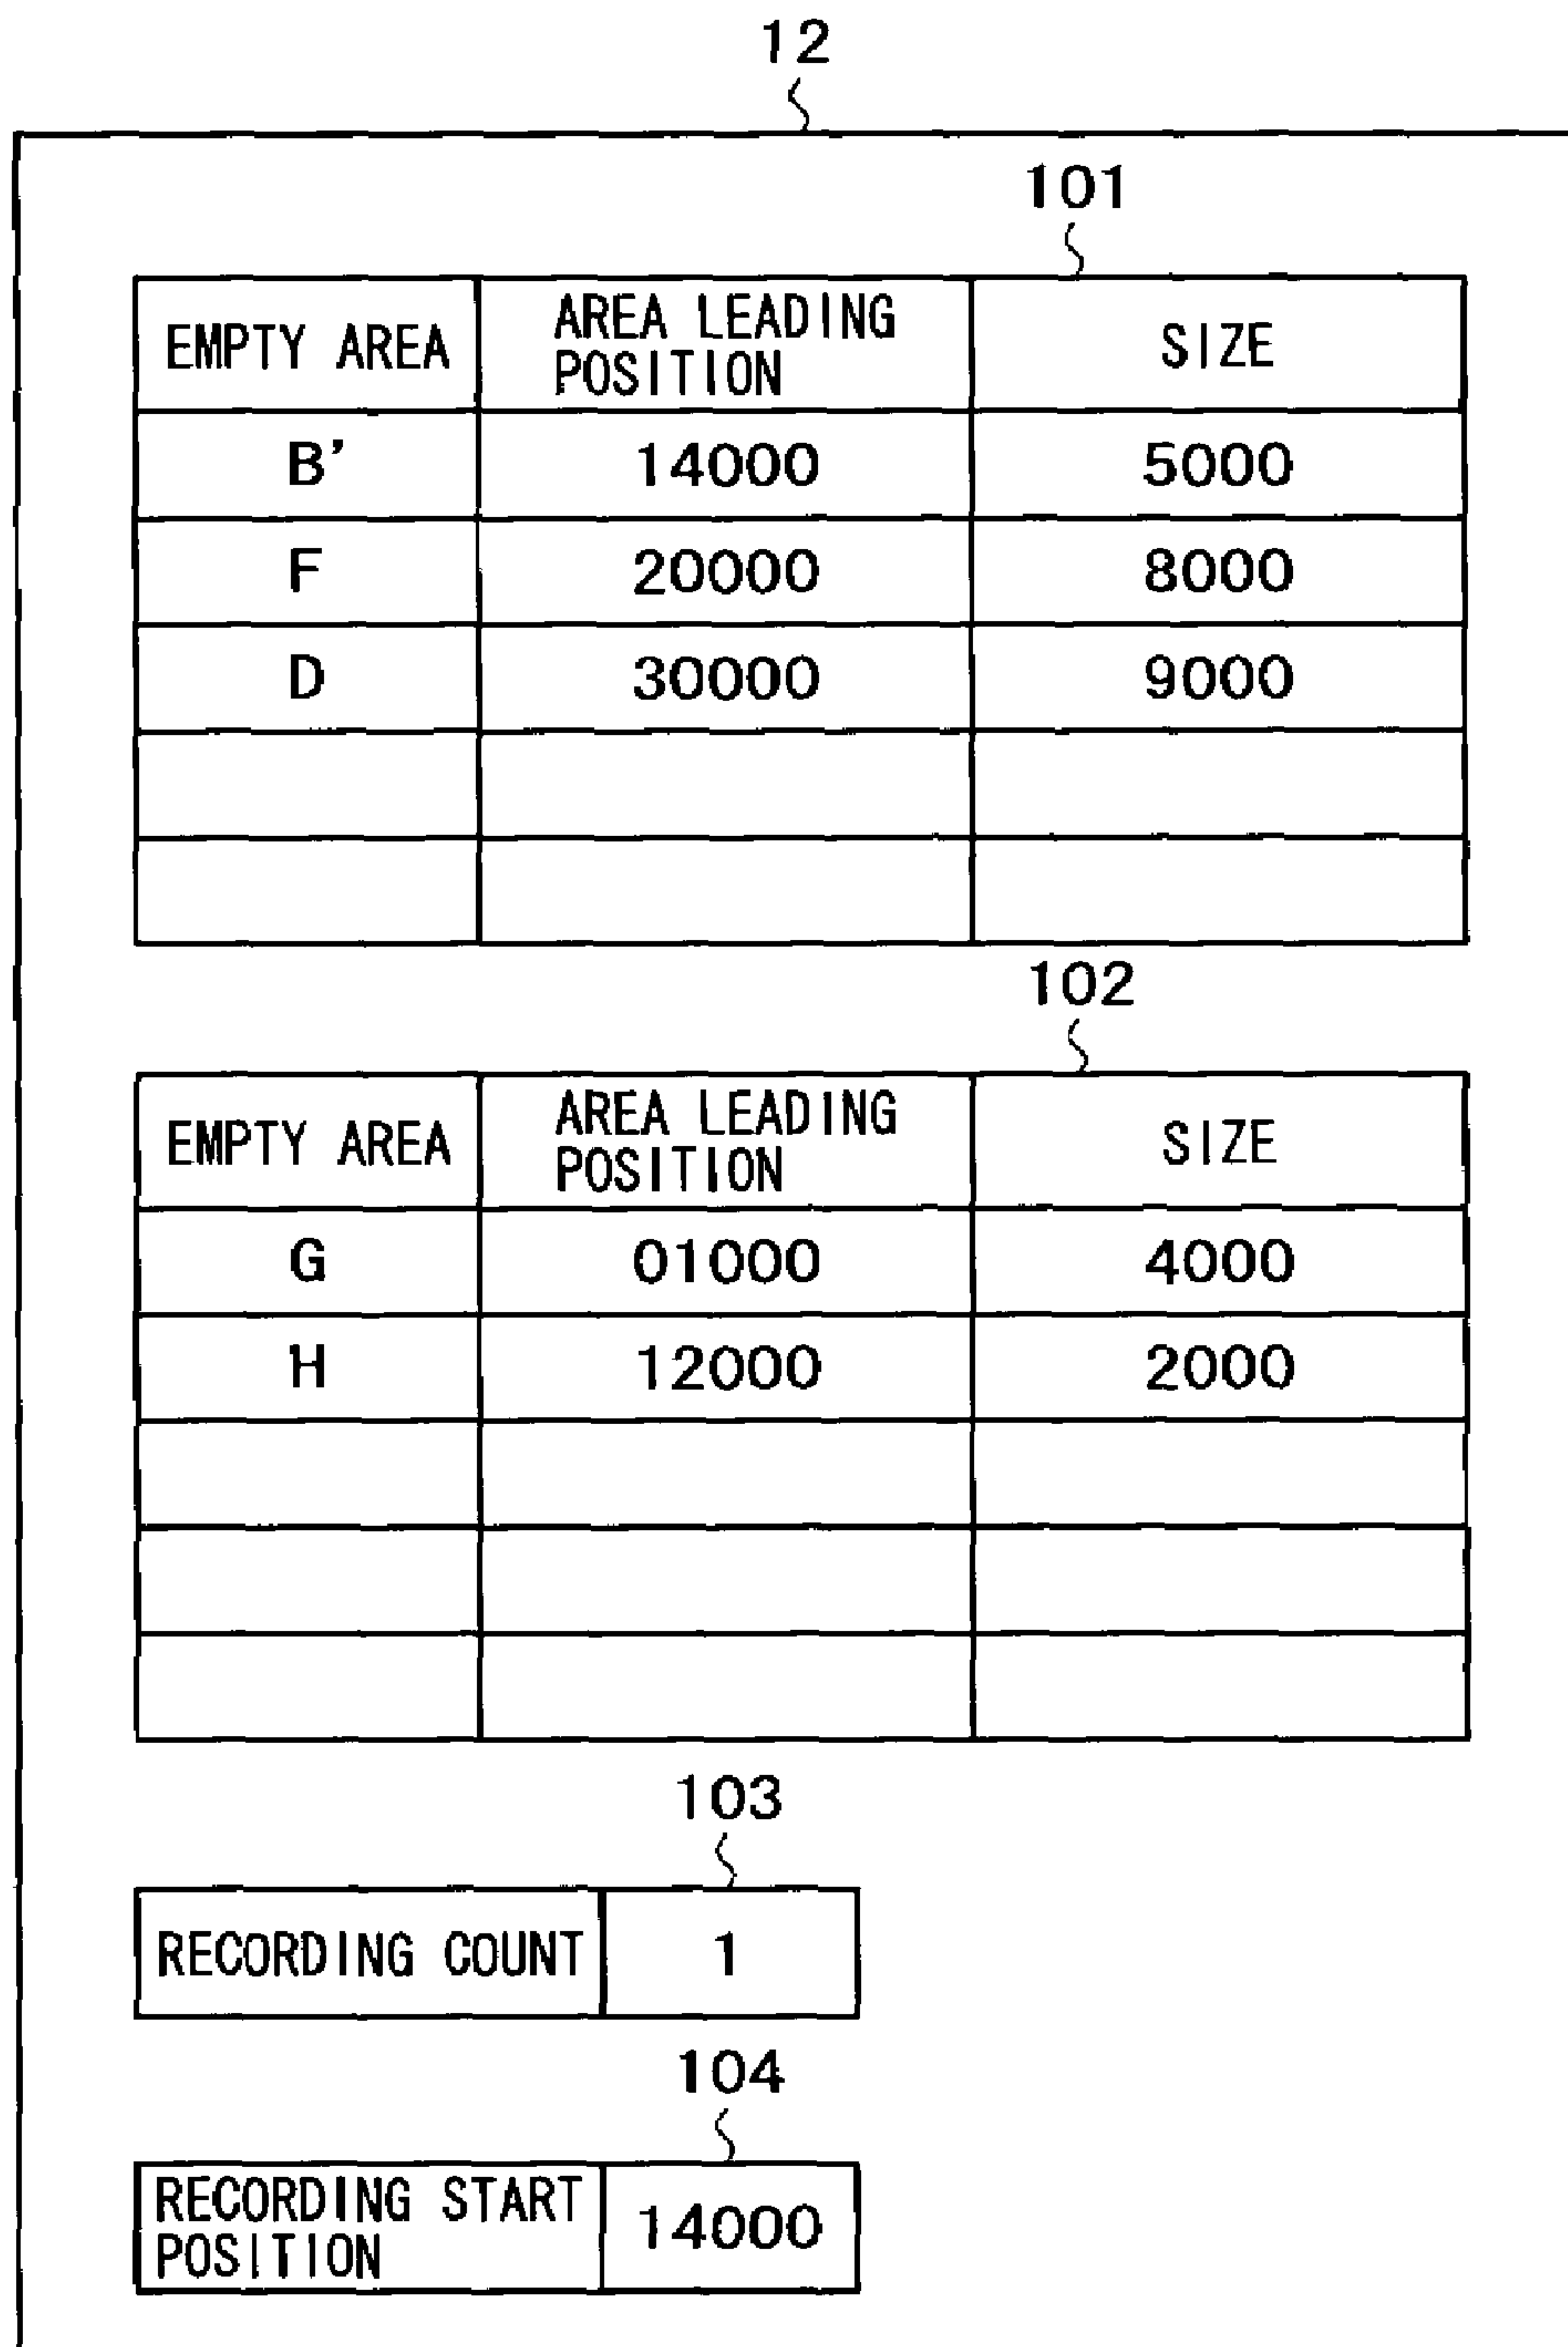 12
101
EMPTY AREA AREA LEADING POSITION SIZE
B' 14000 5000
F 20000 8000
D 30000 9000
102
EMPTY AREA AREA LEADING POSITION SIZE
G 01000 4000
H 12000 2000
103
RECORDING COUNT 1
104
RECORDING START POSITION 14000